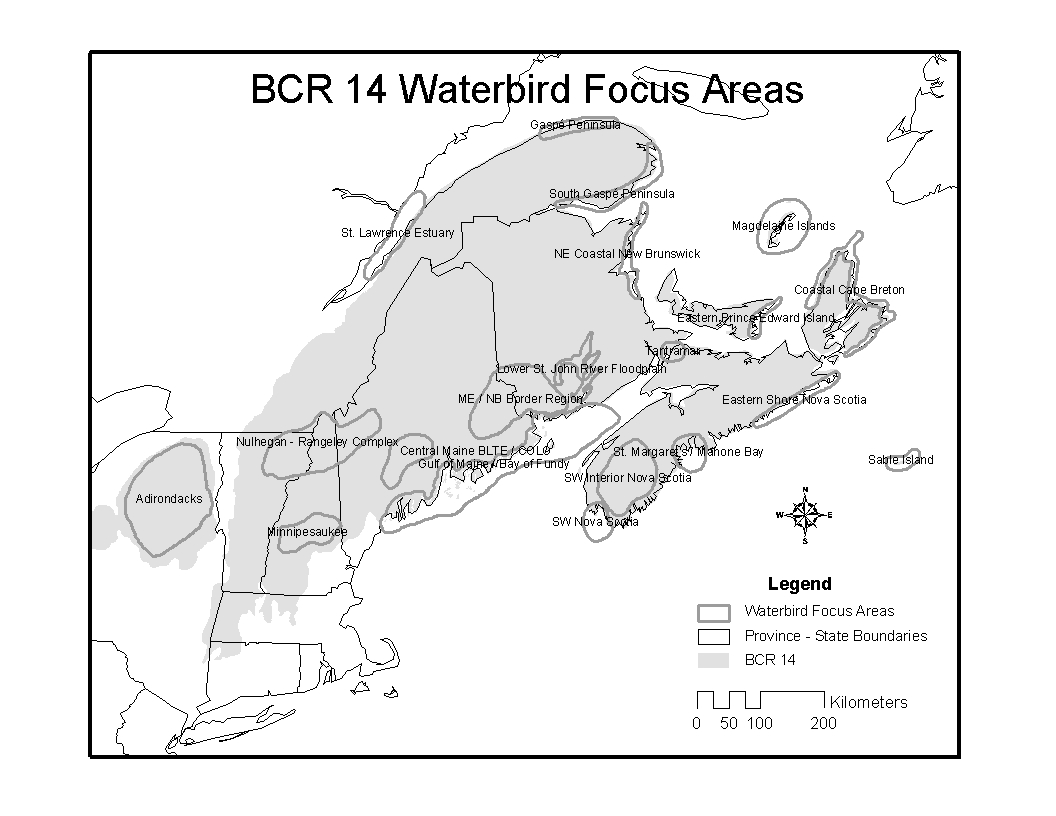 BCR 14 Waterbird Focus Areas
Gaspé Peninsula
South Gaspé Peninsula
Magdelaine Islands
St. Lawrence Estuary
NE Coastal New Brunswick
Coastal Cape Breton
Eastern Prince Edward Island
Tantramar
Lower St. John River Floodplain
ME / NB Border Region
Eastern Shore Nova Scotia
Nulhegan - Rangeley Complex
Central Maine BLTE / COLO
St. Margaret's / Mahone Bay
Gulf of Maine / Bay of Fundy
Sable Island
SW Interior Nova Scotia
Adirondacks
SW Nova Scotia
Minnipesaukee
N
W
E
S
Legend
Waterbird Focus Areas
Province - State Boundaries
BCR 14
Kilometers
0 50 100 200